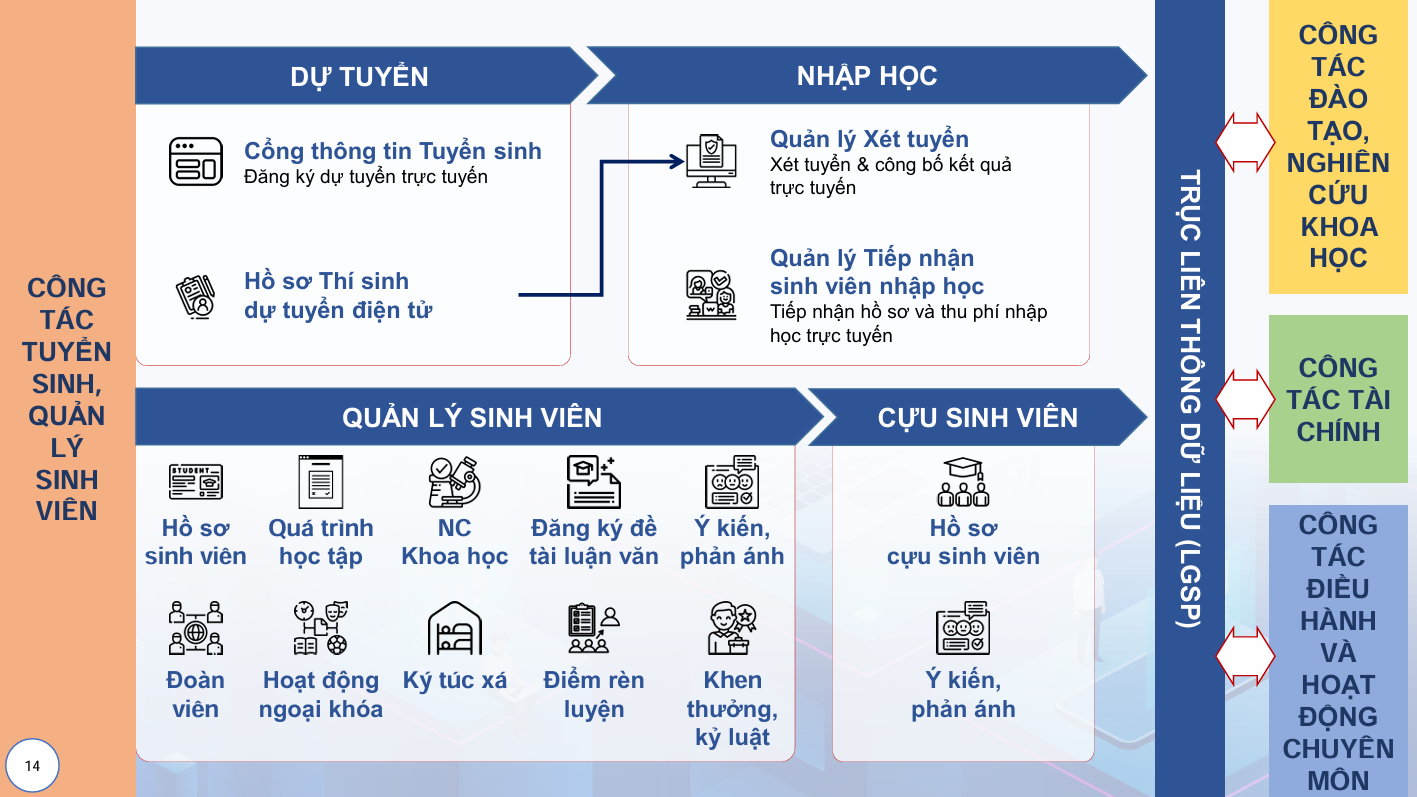 CÔNG
TÁC
TUYỂN
SINH,
QUẢN
LÝ
SINH
VIÊN
14
DỰ TUYỂN
Cổng thông tin Tuyển sinh
Đăng ký dự tuyển trực tuyến
Hồ sơ Thí sinh
dự tuyển điện tử
NHẬP HỌC
Quản lý Xét tuyển
Xét tuyển & công bố kết quả
trực tuyến
Quản lý Tiếp nhận
sinh viên nhập học
Tiếp nhận hồ sơ và thu phí nhập
học trực tuyến
QUẢN LÝ SINH VIÊN
STUDENT
Hồ sơ
sinh viên
Quá trình
học tập
NC
Khoa học
Đăng ký đề
tài luận văn
Ý kiến,
phản ánh
Đoàn
viên
Hoạt động
ngoại khóa
Ký túc xá
Điểm rèn
luyện
Khen
thưởng,
kỷ luật
CỰU SINH VIÊN
Hồ sơ
cựu sinh viên
Ý kiến,
phản ánh
TRỤC LIÊN THÔNG DỮ LIỆU (LGSP)
CÔNG
TÁC
ĐÀO
TẠO,
NGHIÊN
CỨU
KHOA
HỌC
CÔNG
TÁC TÀI
CHÍNH
CÔNG
TÁC
ĐIỀU
HÀNH
VÀ
HOẠT
ĐỘNG
CHUYÊN
MÔN